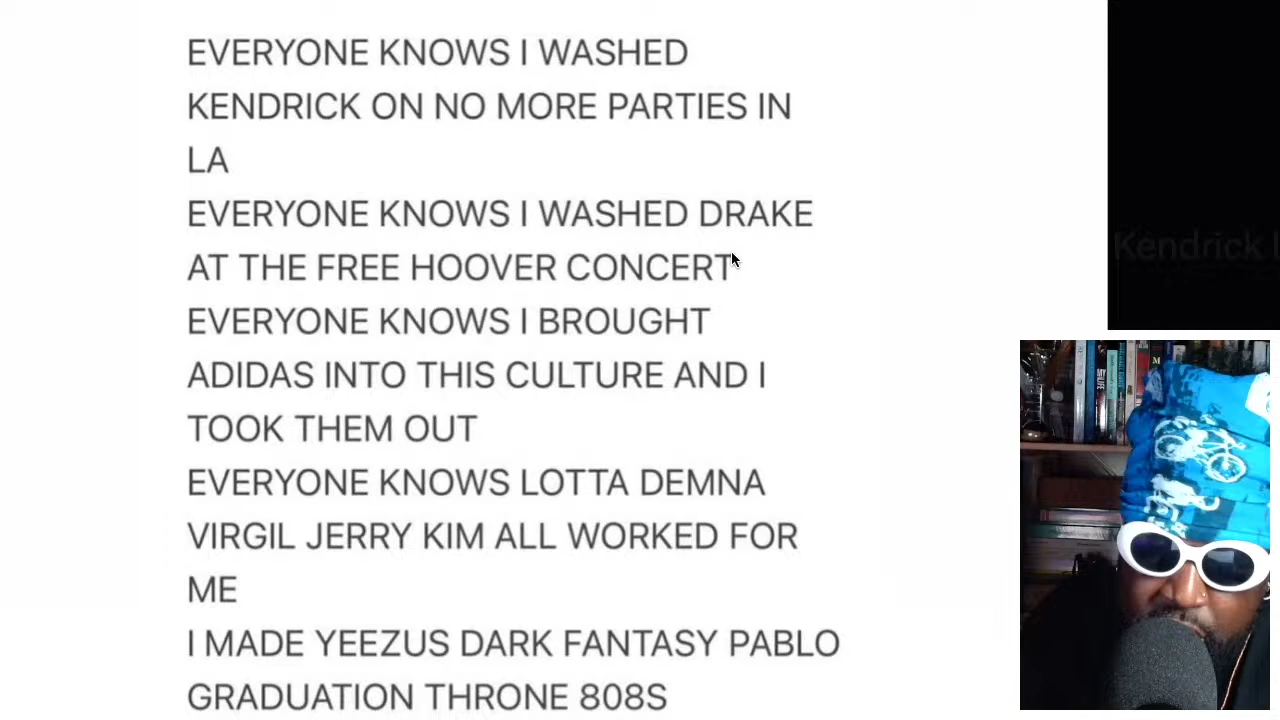 EVERYONE KNOWS I WASHED
KENDRICK ON NO MORE PARTIES IN
LA
EVERYONE KNOWS I WASHED DRAKE
AT THE FREE HOOVER CONCERT
EVERYONE KNOWS I BROUGHT
ADIDAS INTO THIS CULTURE AND I
TOOK THEM OUT
EVERYONE KNOWS LOTTA DEMNA
VIRGIL JERRY KIM ALL WORKED FOR
ME
I MADE YEEZUS DARK FANTASY PABLO
GRADUATION THRONE 808S
Kendrick